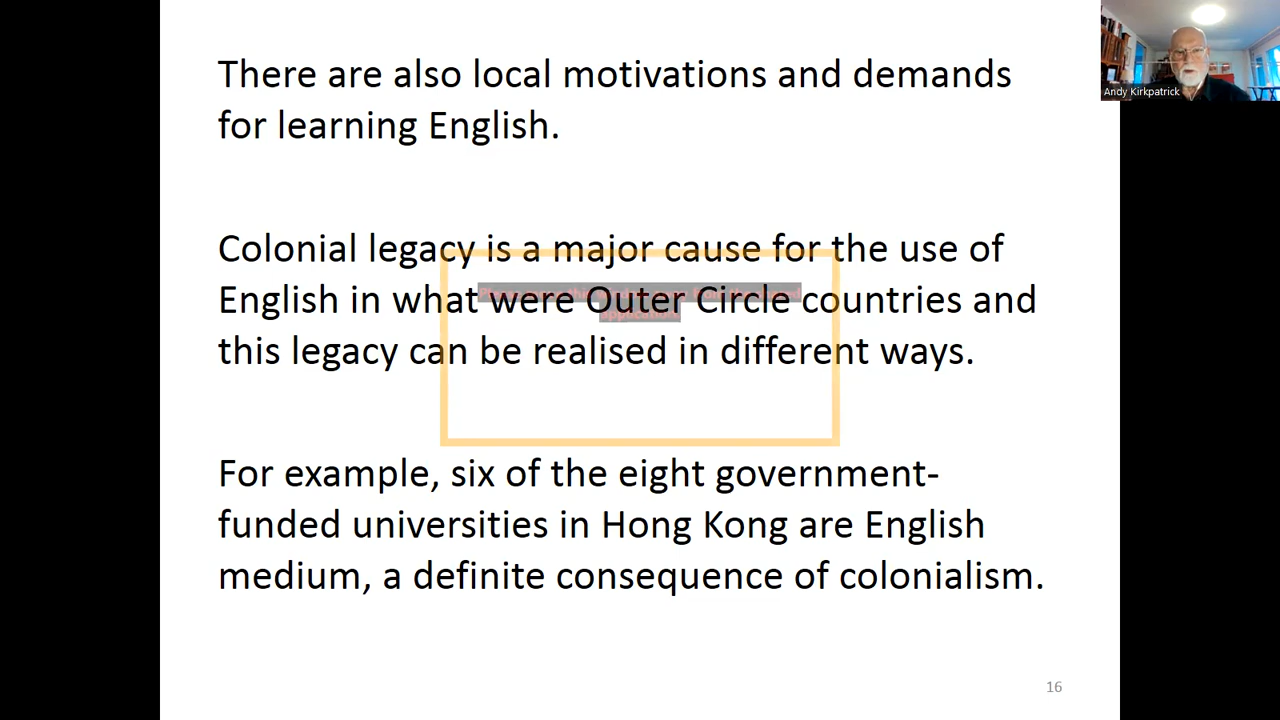 There are also local motivations and demands
for learning English.
Andy Kirkpatrick
Colonial legacy is a major cause for the use of
English in what were Outer Circle countries and
this legacy can be realised in different ways.
For example, six of the eight government-
funded universities in Hong Kong are English
medium, a definite consequence of colonialism.
16